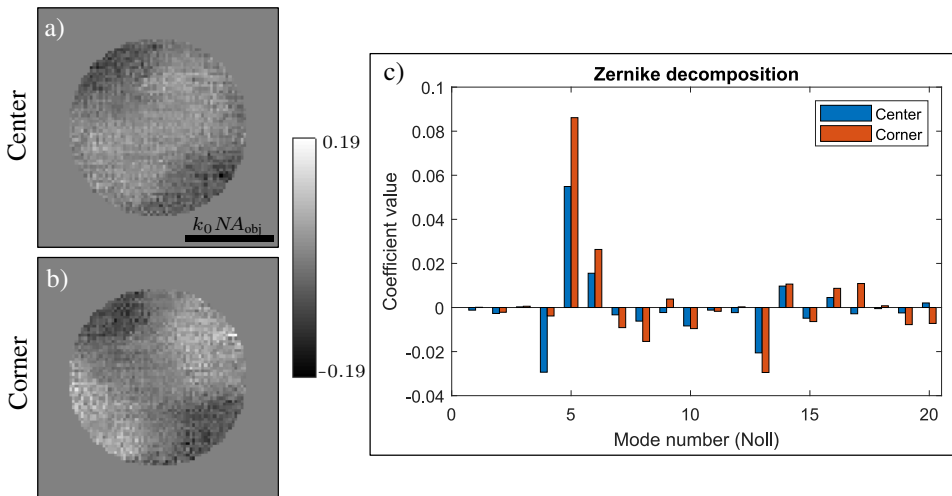 a)
Center
k₀ NA_obj
b)
Corner
0.19
−0.19
c)
Zernike decomposition
Center
Corner
Coefficient value
0.1
0.08
0.06
0.04
0.02
0
-0.02
-0.04
0 5 10 15 20
Mode number (Noll)